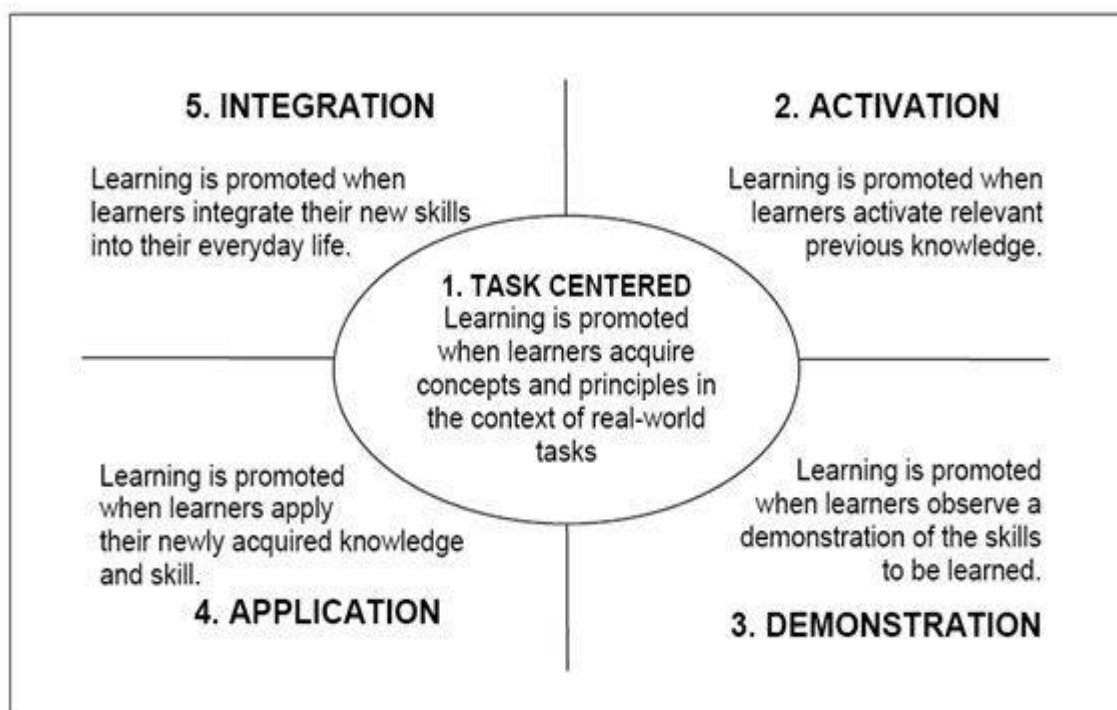 5. INTEGRATION
Learning is promoted when
learners integrate their new skills
into their everyday life.
2. ACTIVATION
Learning is promoted when
learners activate relevant
previous knowledge.
1. TASK CENTERED
Learning is promoted
when learners acquire
concepts and principles in
the context of real-world
tasks
Learning is promoted
when learners apply
their newly acquired knowledge
and skill.
4. APPLICATION
Learning is promoted
when learners observe a
demonstration of the skills
to be learned.
3. DEMONSTRATION